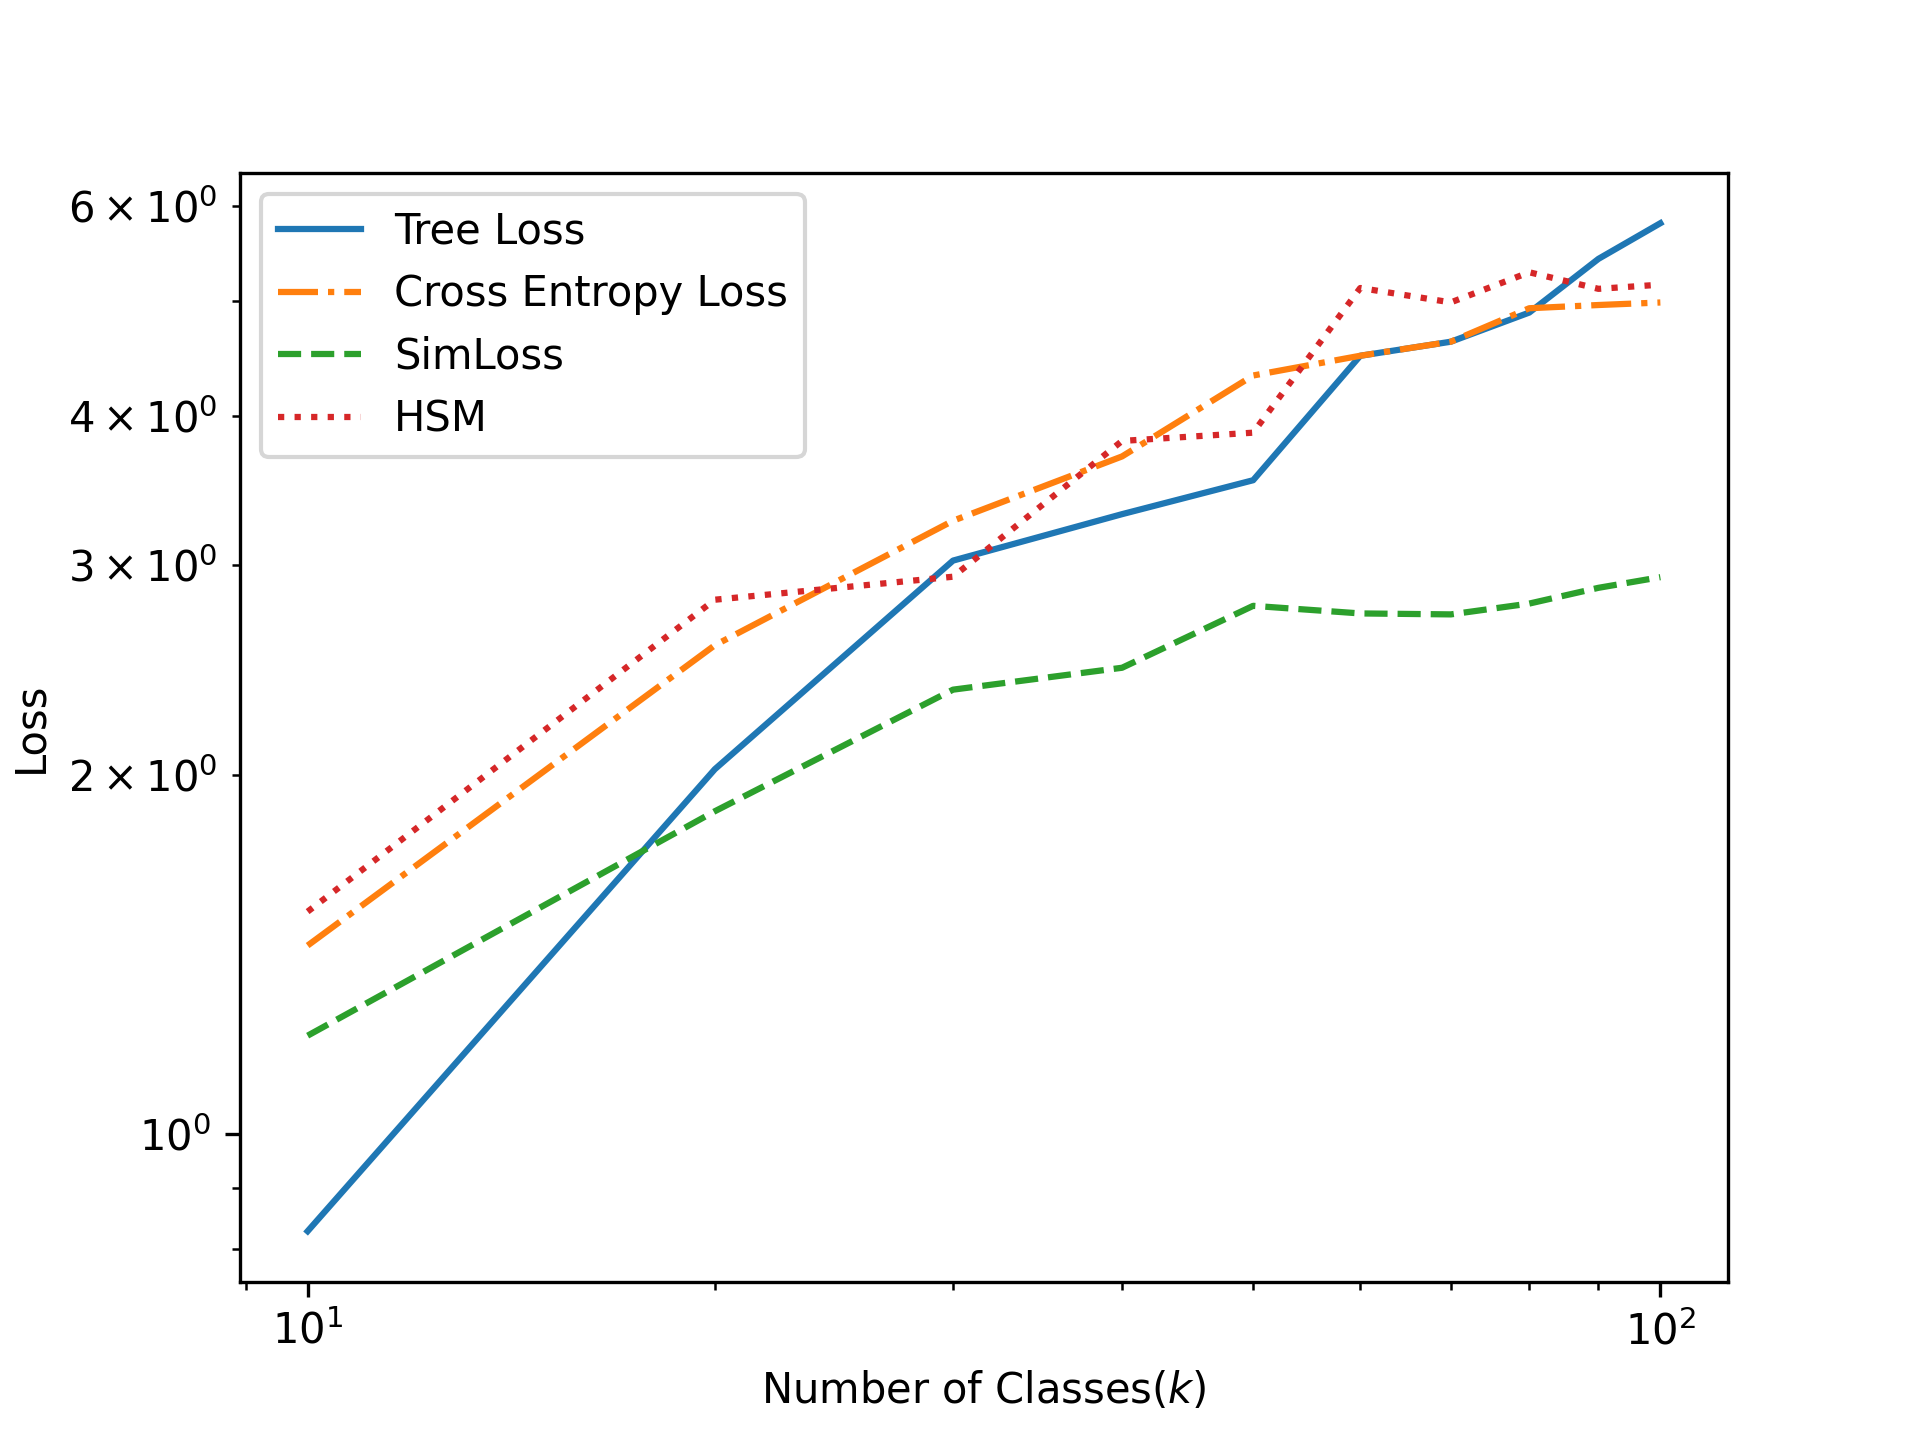 6 × 10⁰
4 × 10⁰
3 × 10⁰
2 × 10⁰
10⁰
Loss
Tree Loss
Cross Entropy Loss
SimLoss
HSM
10¹
10²
Number of Classes(k)